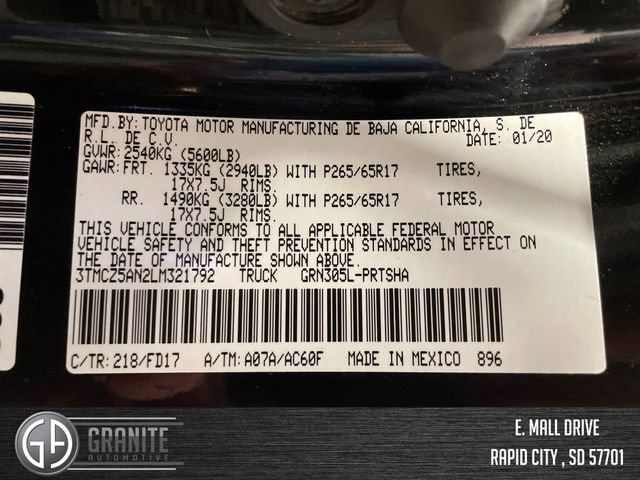 MFD.BY:TOYOTA MOTOR MANUFACTURING DE BAJA CALIFORNIA, S. DE
R.L. DE C.V. DATE: 01/20
GVWR:2540KG (5600LB)
GAWR:FRT. 1335KG (2940LB) WITH P265/65R17 TIRES,
17X7.5J RIMS.
RR. 1490KG (3280LB) WITH P265/65R17 TIRES,
17X7.5J RIMS.
THIS VEHICLE CONFORMS TO ALL APPLICABLE FEDERAL MOTOR
VEHICLE SAFETY AND THEFT PREVENTION STANDARDS IN EFFECT ON
THE DATE OF MANUFACTURE SHOWN ABOVE.
3TMCZ5AN2LM321792 TRUCK GRN305L-PRTSHA
C/TR:218/FD17 A/TM:A07A/AC60F MADE IN MEXICO 896
GA GRANITE
AUTOMOTIVE
E. MALL DRIVE
RAPID CITY , SD 57701